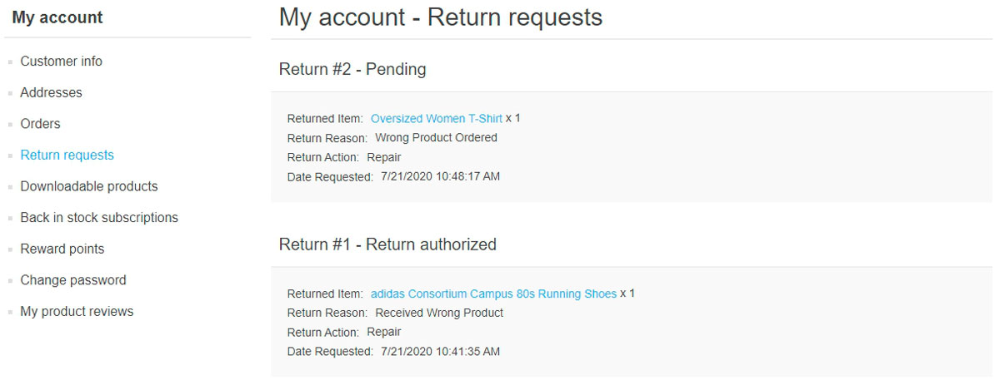 My account
Customer info
Addresses
Orders
Return requests
Downloadable products
Back in stock subscriptions
Reward points
Change password
My product reviews
My account - Return requests
Return #2 - Pending
Returned Item: Oversized Women T-Shirt x 1
Return Reason: Wrong Product Ordered
Return Action: Repair
Date Requested: 7/21/2020 10:48:17 AM
Return #1 - Return authorized
Returned Item: adidas Consortium Campus 80s Running Shoes x 1
Return Reason: Received Wrong Product
Return Action: Repair
Date Requested: 7/21/2020 10:41:35 AM